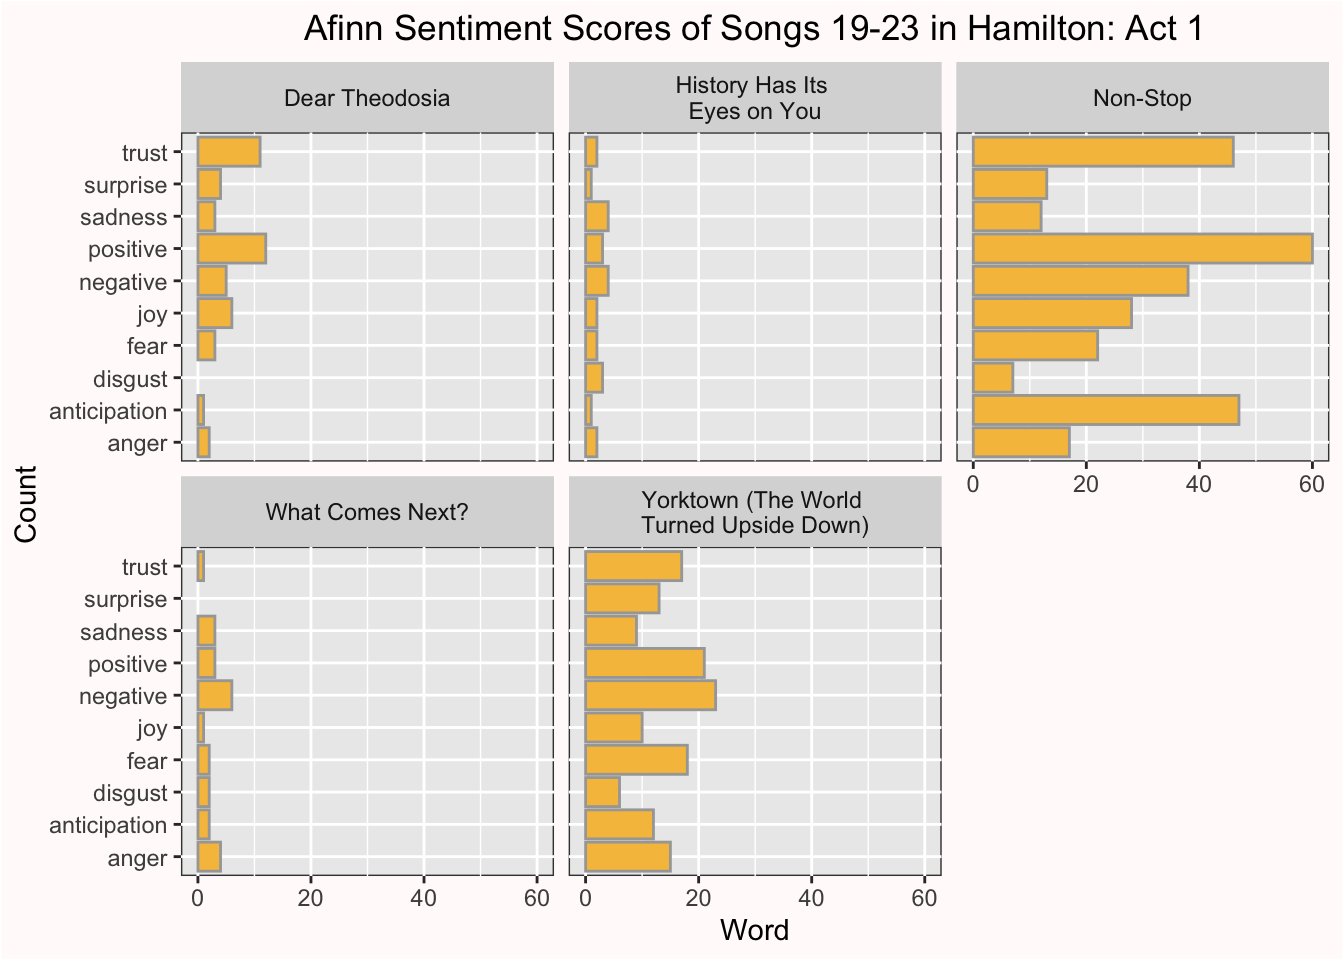 Afinn Sentiment Scores of Songs 19-23 in Hamilton: Act 1
Dear Theodosia
History Has Its
Eyes on You
Non-Stop
trust
surprise
sadness
positive
negative
joy
fear
disgust
anticipation
anger
0 20 40 60
Count
What Comes Next?
Yorktown (The World
Turned Upside Down)
trust
surprise
sadness
positive
negative
joy
fear
disgust
anticipation
anger
0 20 40 60
0 20 40 60
Word